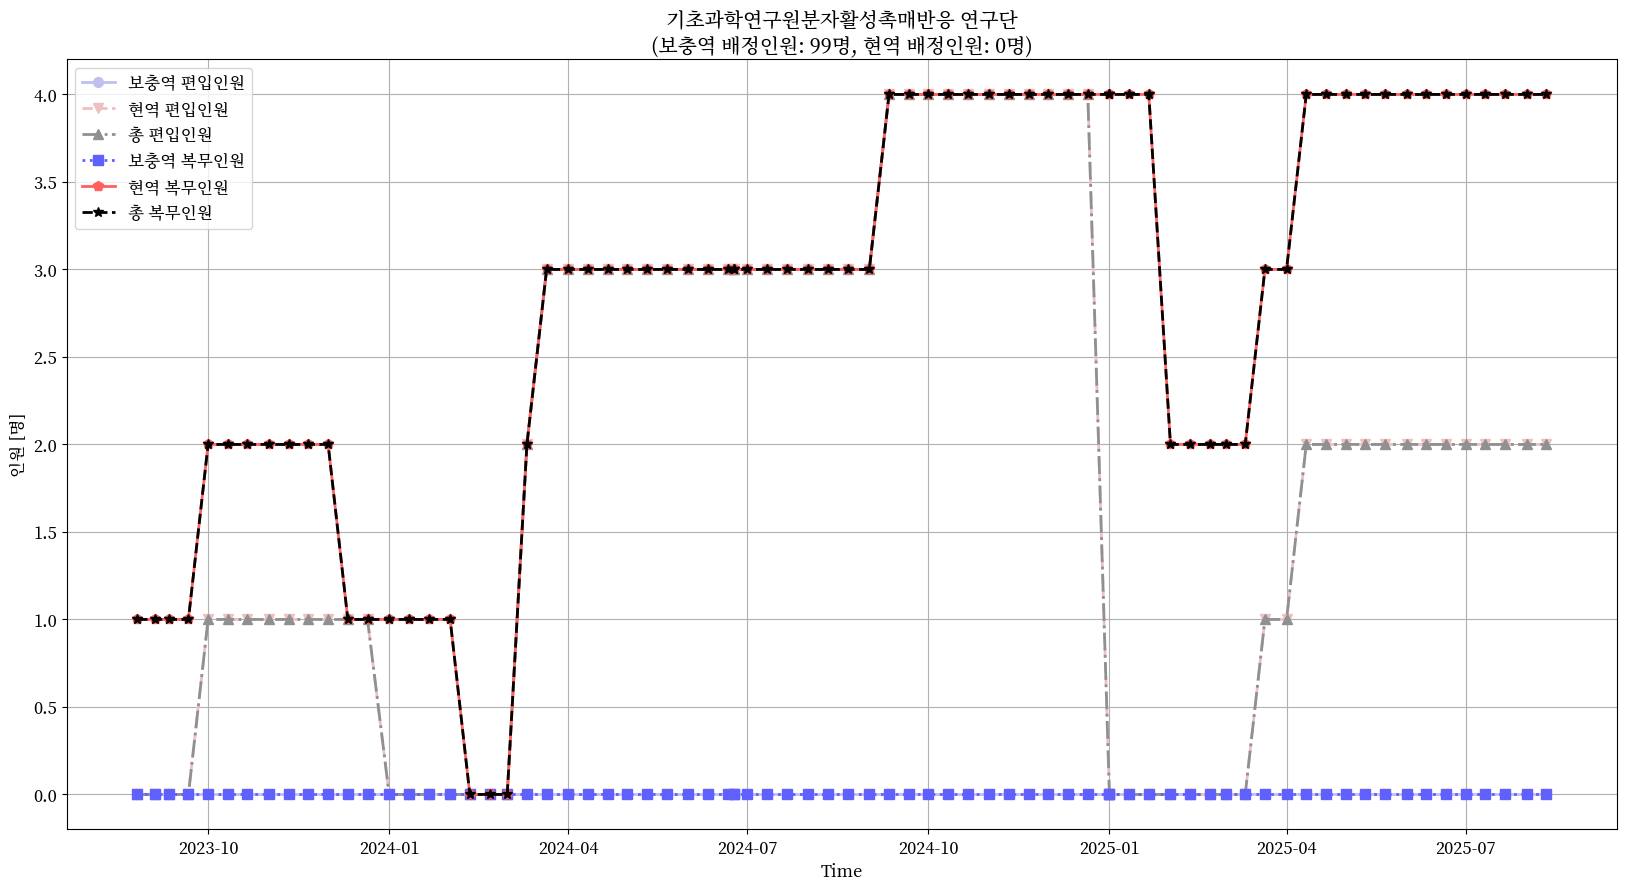 기초과학연구원분자활성촉매반응 연구단
(보충역 배정인원: 99명, 현역 배정인원: 0명)
보충역 편입인원
현역 편입인원
총 편입인원
보충역 복무인원
현역 복무인원
총 복무인원
4.0
3.5
3.0
2.5
2.0
1.5
1.0
0.5
0.0
인원 [명]
2023-10
2024-01
2024-04
2024-07
2024-10
2025-01
2025-04
2025-07
Time